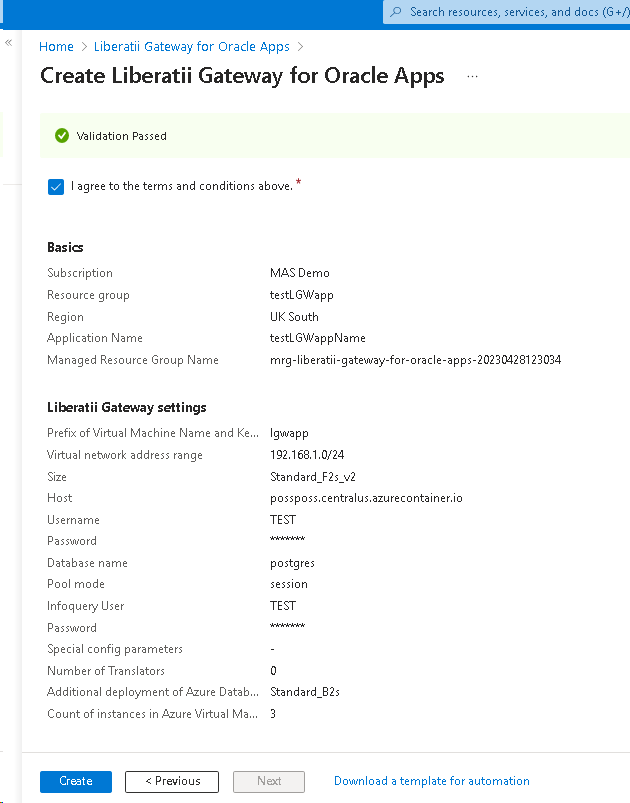 Search resources, services, and docs (G+/)
«
Home > Liberatii Gateway for Oracle Apps >
Create Liberatii Gateway for Oracle Apps ...
Validation Passed
I agree to the terms and conditions above. *
Basics
Subscription MAS Demo
Resource group testLGWapp
Region UK South
Application Name testLGWappName
Managed Resource Group Name mrg-liberatii-gateway-for-oracle-apps-20230428123034
Liberatii Gateway settings
Prefix of Virtual Machine Name and Ke... lgwapp
Virtual network address range 192.168.1.0/24
Size Standard_F2s_v2
Host possposs.centralus.azurecontainer.io
Username TEST
Password *******
Database name postgres
Pool mode session
Infoquery User TEST
Password *******
Special config parameters -
Number of Translators 0
Additional deployment of Azure Datab... Standard_B2s
Count of instances in Azure Virtual Ma... 3
Create < Previous Next Download a template for automation